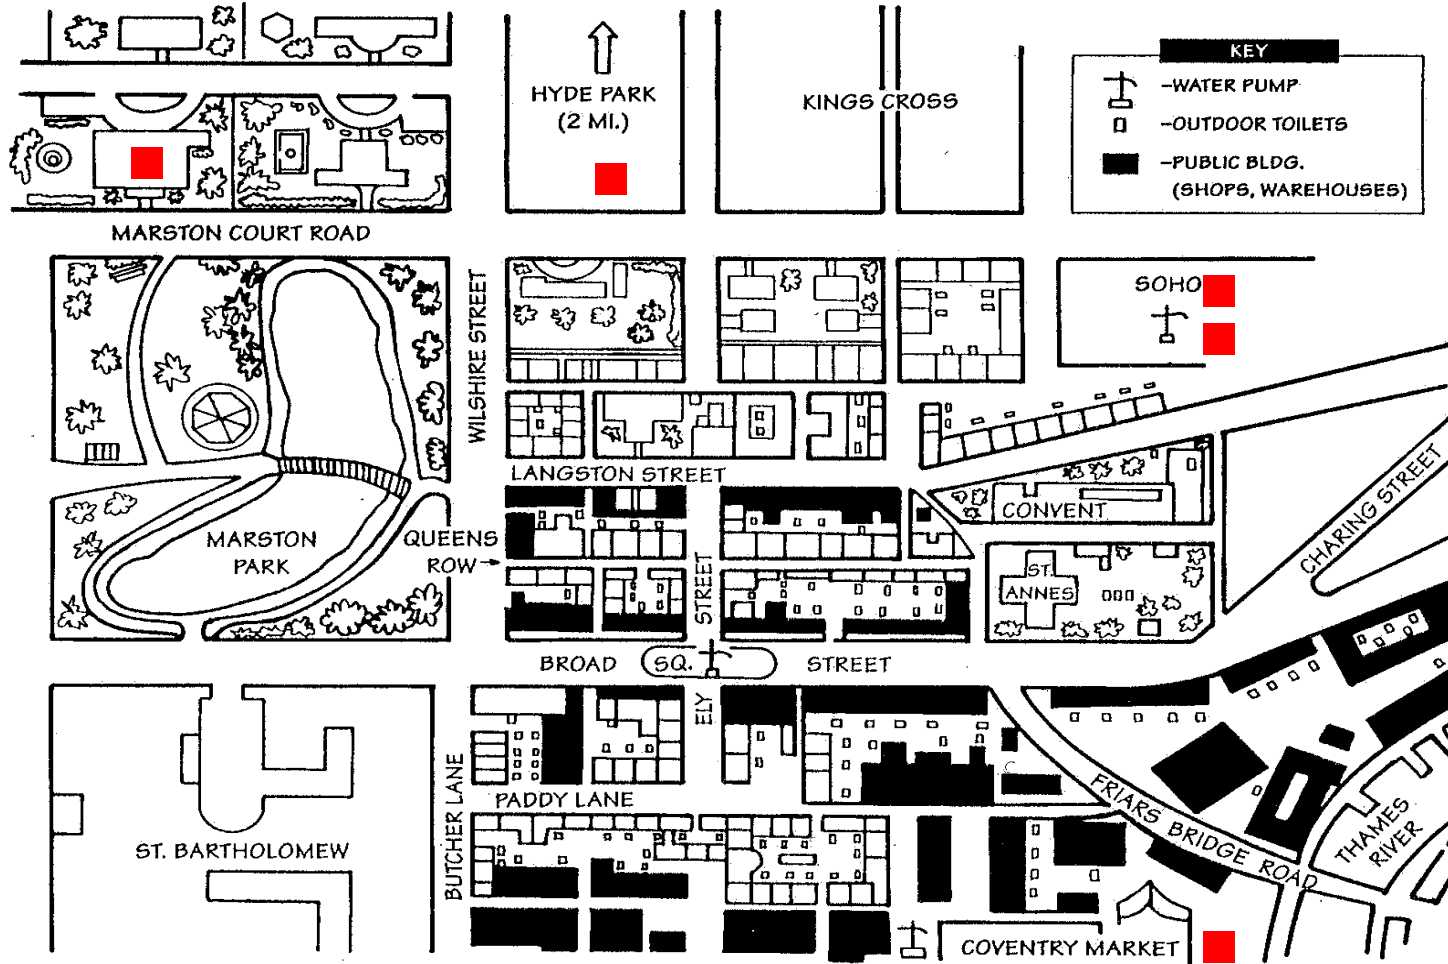 HYDE PARK
(2 MI.)
KINGS CROSS
KEY
-WATER PUMP
-OUTDOOR TOILETS
-PUBLIC BLDG.
(SHOPS, WAREHOUSES)
MARSTON COURT ROAD
WILSHIRE STREET
SOHO
LANGSTON STREET
CONVENT
CHARING STREET
MARSTON
PARK
QUEENS
ROW
STREET
ST.
ANNES
BROAD
SQ.
STREET
ELY
BUTCHER LANE
PADDY LANE
FRIARS BRIDGE ROAD
THAMES
RIVER
ST. BARTHOLOMEW
COVENTRY MARKET